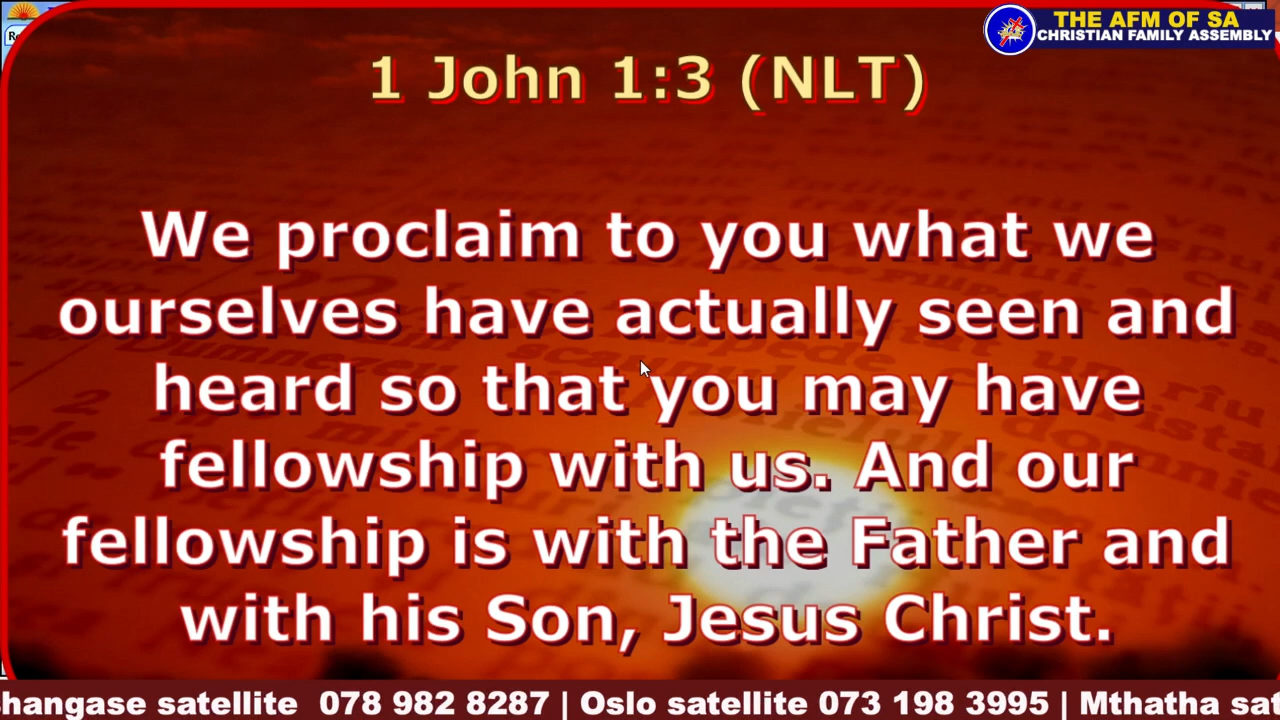 THE AFM OF SA
CHRISTIAN FAMILY ASSEMBLY
1 John 1:3 (NLT)
We proclaim to you what we
ourselves have actually seen and
heard so that you may have
fellowship with us. And our
fellowship is with the Father and
with his Son, Jesus Christ.
hangase satellite 078 982 8287 | Oslo satellite 073 198 3995 | Mthatha sat